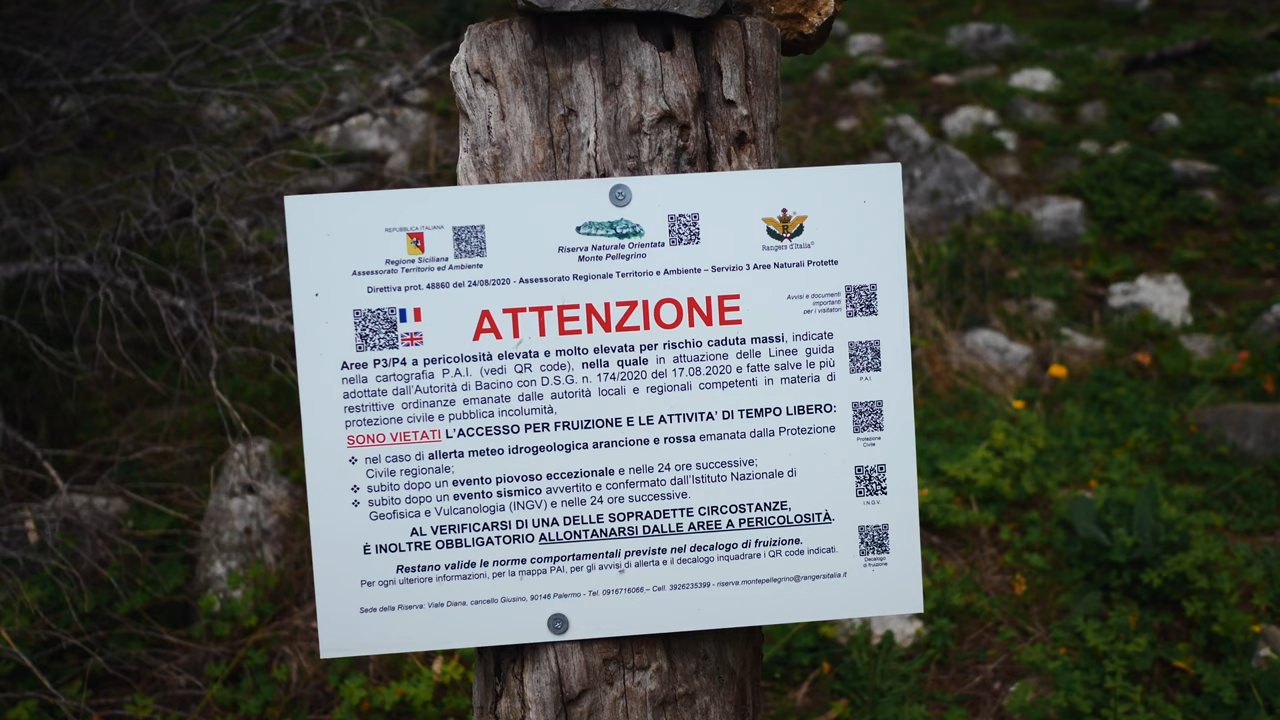 REPUBBLICA ITALIANA
Regione Siciliana
Assessorato Territorio ed Ambiente
Riserva Naturale Orientata
Monte Pellegrino
R
Rangers d'Italia®
Direttiva prot. 48860 del 24/08/2020 - Assessorato Regionale Territorio e Ambiente – Servizio 3 Aree Naturali Protette
ATTENZIONE
Avvisi e documenti
importanti
per i visitatori
Aree P3/P4 a pericolosità elevata e molto elevata per rischio caduta massi, indicate
nella cartografia P.A.I. (vedi QR code), nella quale in attuazione delle Linee guida
adottate dall'Autorità di Bacino con D.S.G. n. 174/2020 del 17.08.2020 e fatte salve le più
restrittive ordinanze emanate dalle autorità locali e regionali competenti in materia di
protezione civile e pubblica incolumità,
P.A.I.
SONO VIETATI L'ACCESSO PER FRUIZIONE E LE ATTIVITA' DI TEMPO LIBERO:
❖ nel caso di allerta meteo idrogeologica arancione e rossa emanata dalla Protezione
Civile regionale;
❖ subito dopo un evento piovoso eccezionale e nelle 24 ore successive;
❖ subito dopo un evento sismico avvertito e confermato dall'Istituto Nazionale di
Geofisica e Vulcanologia (INGV) e nelle 24 ore successive.
Protezione
Civile
I.N.G.V.
AL VERIFICARSI DI UNA DELLE SOPRADETTE CIRCOSTANZE,
È INOLTRE OBBLIGATORIO ALLONTANARSI DALLE AREE A PERICOLOSITÀ.
Restano valide le norme comportamentali previste nel decalogo di fruizione.
Per ogni ulteriore informazioni, per la mappa PAI, per gli avvisi di allerta e il decalogo inquadrare i QR code indicati.
Decalogo
di fruizione
Sede della Riserva: Viale Diana, cancello Giusino, 90146 Palermo - Tel. 0916716066 – Cell. 3926235399 - riserva.montepellegrino@rangersitalia.it